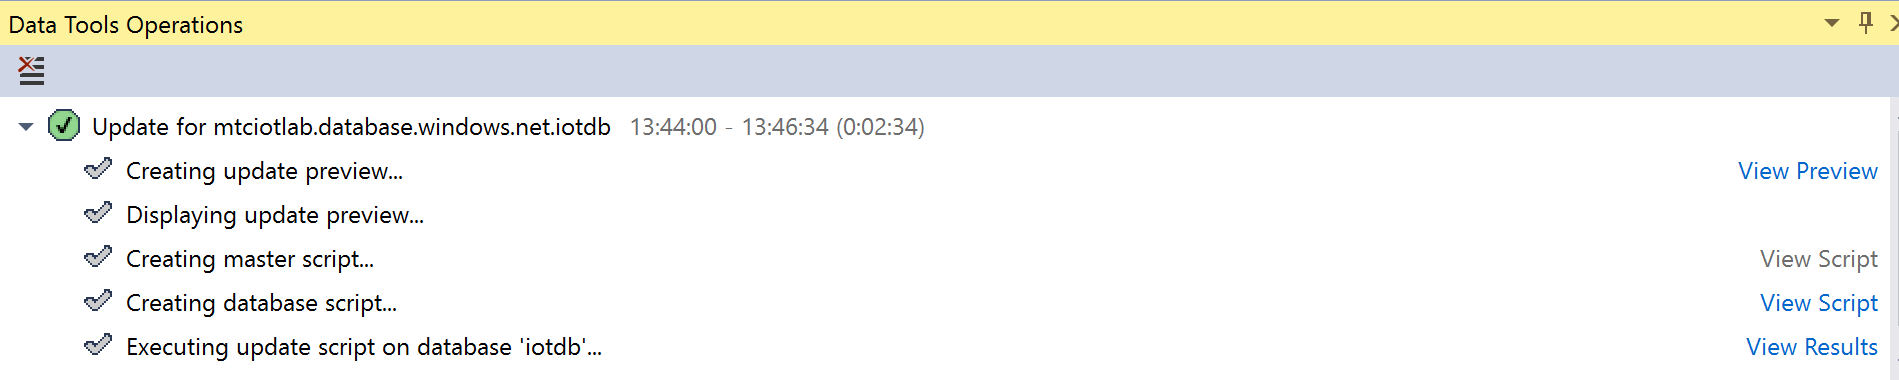 Data Tools Operations
Update for mtciotlab.database.windows.net.iotdb 13:44:00 - 13:46:34 (0:02:34)
Creating update preview... View Preview
Displaying update preview...
Creating master script... View Script
Creating database script... View Script
Executing update script on database 'iotdb'... View Results